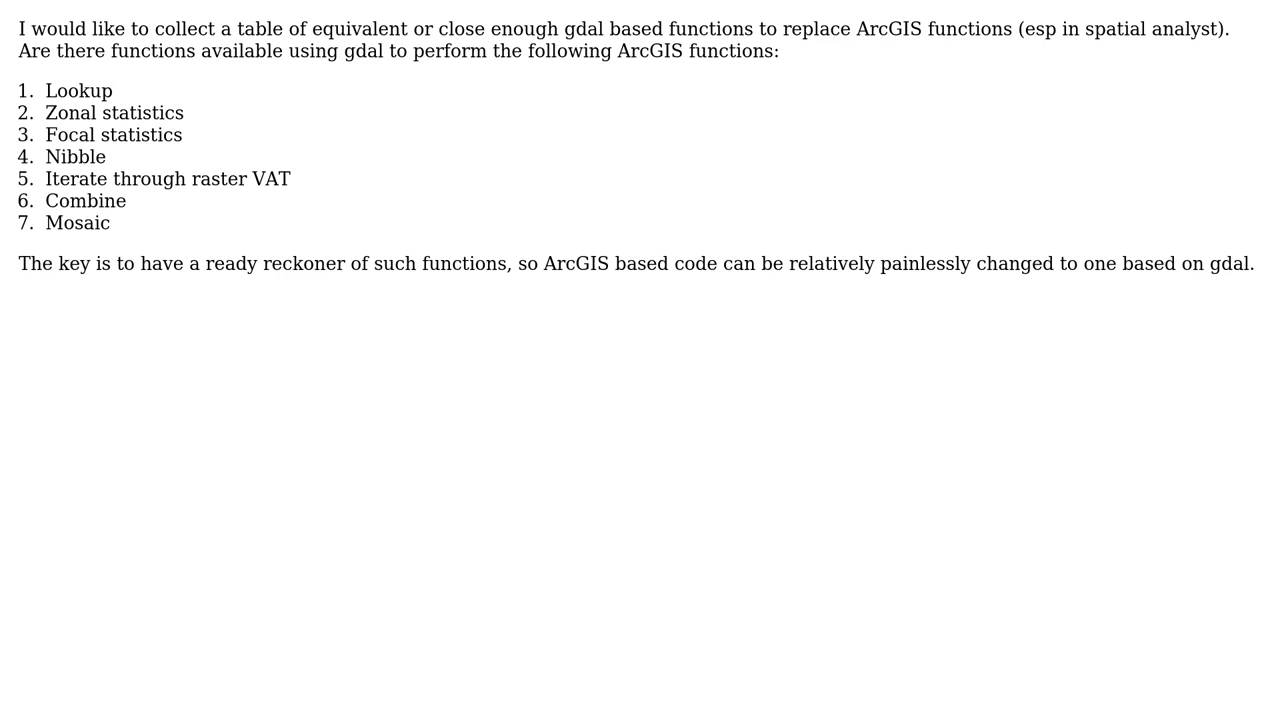 I would like to collect a table of equivalent or close enough gdal based functions to replace ArcGIS functions (esp in spatial analyst).
Are there functions available using gdal to perform the following ArcGIS functions:
1. Lookup
2. Zonal statistics
3. Focal statistics
4. Nibble
5. Iterate through raster VAT
6. Combine
7. Mosaic
The key is to have a ready reckoner of such functions, so ArcGIS based code can be relatively painlessly changed to one based on gdal.